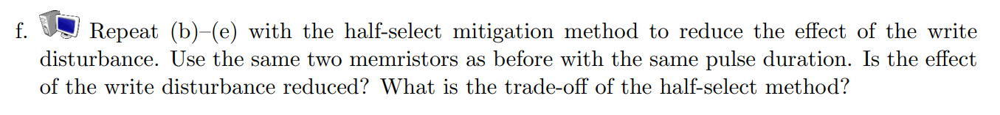 f. Repeat (b)–(e) with the half-select mitigation method to reduce the effect of the write
disturbance. Use the same two memristors as before with the same pulse duration. Is the effect
of the write disturbance reduced? What is the trade-off of the half-select method?